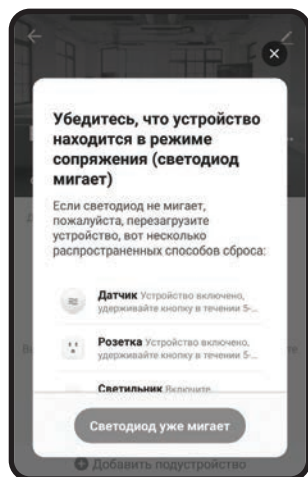 Убедитесь, что устройство
находится в режиме
сопряжения (светодиод
мигает)
Если светодиод не мигает,
пожалуйста, перезагрузите
устройство, вот несколько
распространенных способов сброса:
Датчик Устройство включено,
удерживайте кнопку в течении 5-...
Розетка Устройство включено,
удерживайте кнопку в течении 5-...
Светильник Включите,
Светодиод уже мигает
Добавить подустройство